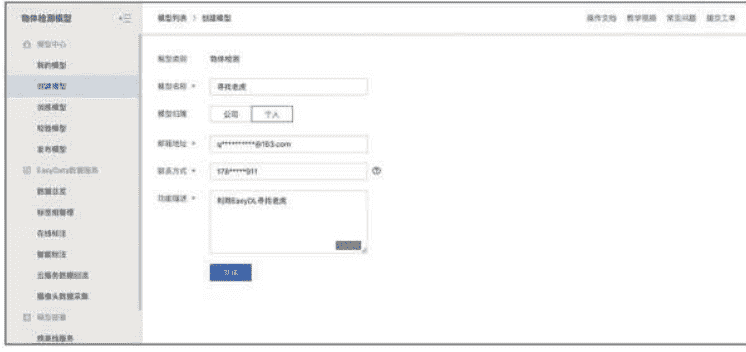 物体检测模型
模型列表 > 创建模型
操作文档 教学视频 常见问题 提交工单
模型中心
我的模型
创建模型
训练模型
校验模型
发布模型
EasyData数据服务
数据总览
标签组管理
在线标注
智能标注
云服务数据回流
摄像头数据采集
模型部署
模型类别 物体检测
模型名称 * 寻找老虎
模型归属 公司 个人
邮箱地址 * q**********@163.com
联系方式 * 178*****911
功能描述 * 利用EasyDL寻找老虎
完成